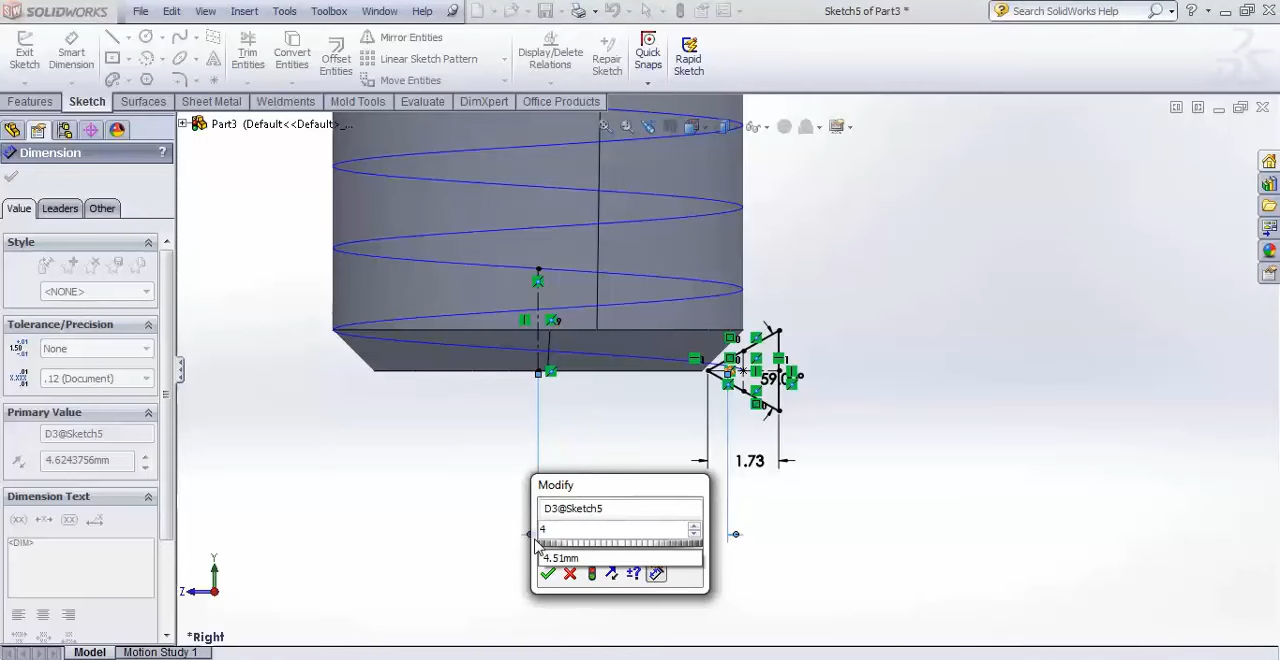 SOLIDWORKS File Edit View Insert Tools Toolbox Window Help Sketch5 of Part3 * Search SolidWorks Help
Exit Sketch
Smart Dimension
Trim Entities
Convert Entities
Offset Entities
Mirror Entities
Linear Sketch Pattern
Move Entities
Display/Delete Relations
Repair Sketch
Quick Snaps
Rapid Sketch
Features Sketch Surfaces Sheet Metal Weldments Mold Tools Evaluate DimXpert Office Products
Part3 (Default<<Default>_...
Dimension ?
Value Leaders Other
Style
<NONE>
Tolerance/Precision
None
.12 (Document)
Primary Value
D3@Sketch5
4.6243756mm
Dimension Text
<DIM>
1.73
Modify
D3@Sketch5
4
4.51mm
Y
Z
*Right
Model Motion Study 1